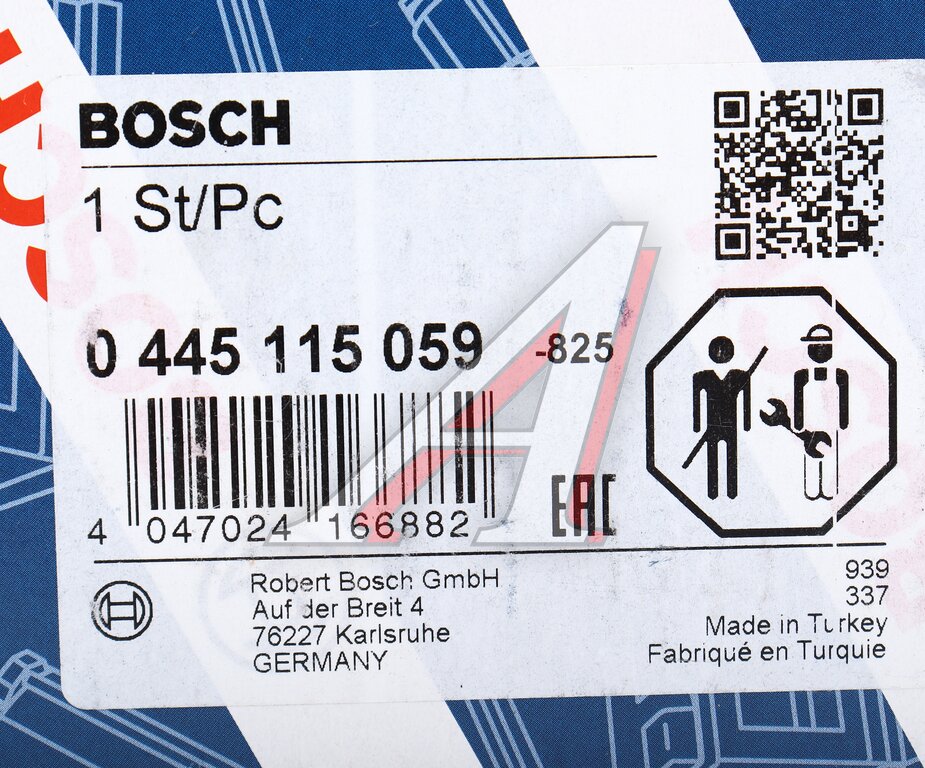 BOSCH
1 St/Pc
0 445 115 059 -825
4 047024 166882
EAC
Robert Bosch GmbH
Auf der Breit 4
76227 Karlsruhe
GERMANY
939
337
Made in Turkey
Fabriqué en Turquie